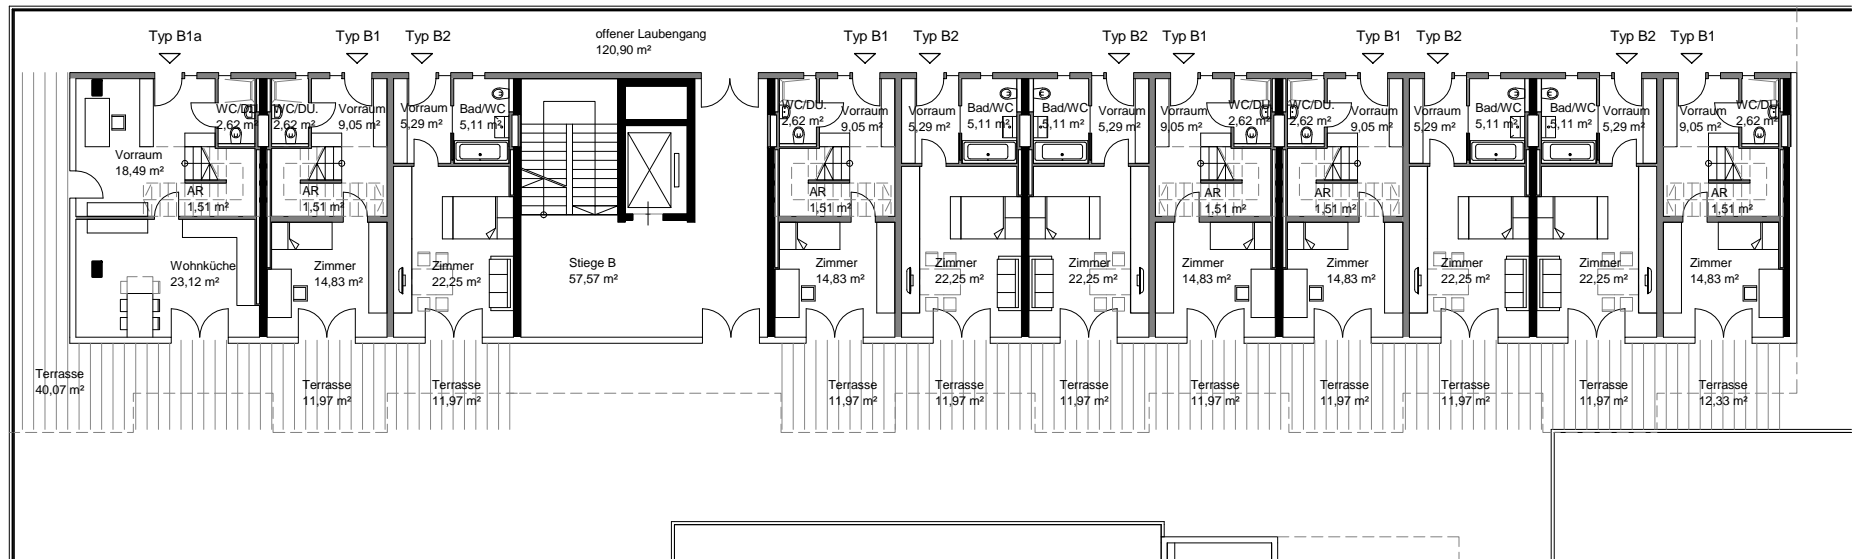 Typ B1a
Typ B1
Typ B2
offener Laubengang
120,90 m²
Typ B1
Typ B2
Typ B2
Typ B1
Typ B1
Typ B2
Typ B2
Typ B1
WC/DU.
2,62 m²
WC/DU.
2,62 m²
Vorraum
9,05 m²
Vorraum
5,29 m²
Bad/WC
5,11 m²
WC/DU.
2,62 m²
Vorraum
9,05 m²
Vorraum
5,29 m²
Bad/WC
5,11 m²
Bad/WC
5,11 m²
Vorraum
5,29 m²
Vorraum
9,05 m²
WC/DU.
2,62 m²
WC/DU.
2,62 m²
Vorraum
9,05 m²
Vorraum
5,29 m²
Bad/WC
5,11 m²
Bad/WC
5,11 m²
Vorraum
5,29 m²
Vorraum
9,05 m²
WC/DU.
2,62 m²
Vorraum
18,49 m²
AR
1,51 m²
AR
1,51 m²
AR
1,51 m²
AR
1,51 m²
AR
1,51 m²
AR
1,51 m²
Wohnküche
23,12 m²
Zimmer
14,83 m²
Zimmer
22,25 m²
Stiege B
57,57 m²
Zimmer
14,83 m²
Zimmer
22,25 m²
Zimmer
22,25 m²
Zimmer
14,83 m²
Zimmer
14,83 m²
Zimmer
22,25 m²
Zimmer
22,25 m²
Zimmer
14,83 m²
Terrasse
40,07 m²
Terrasse
11,97 m²
Terrasse
11,97 m²
Terrasse
11,97 m²
Terrasse
11,97 m²
Terrasse
11,97 m²
Terrasse
11,97 m²
Terrasse
11,97 m²
Terrasse
11,97 m²
Terrasse
11,97 m²
Terrasse
12,33 m²